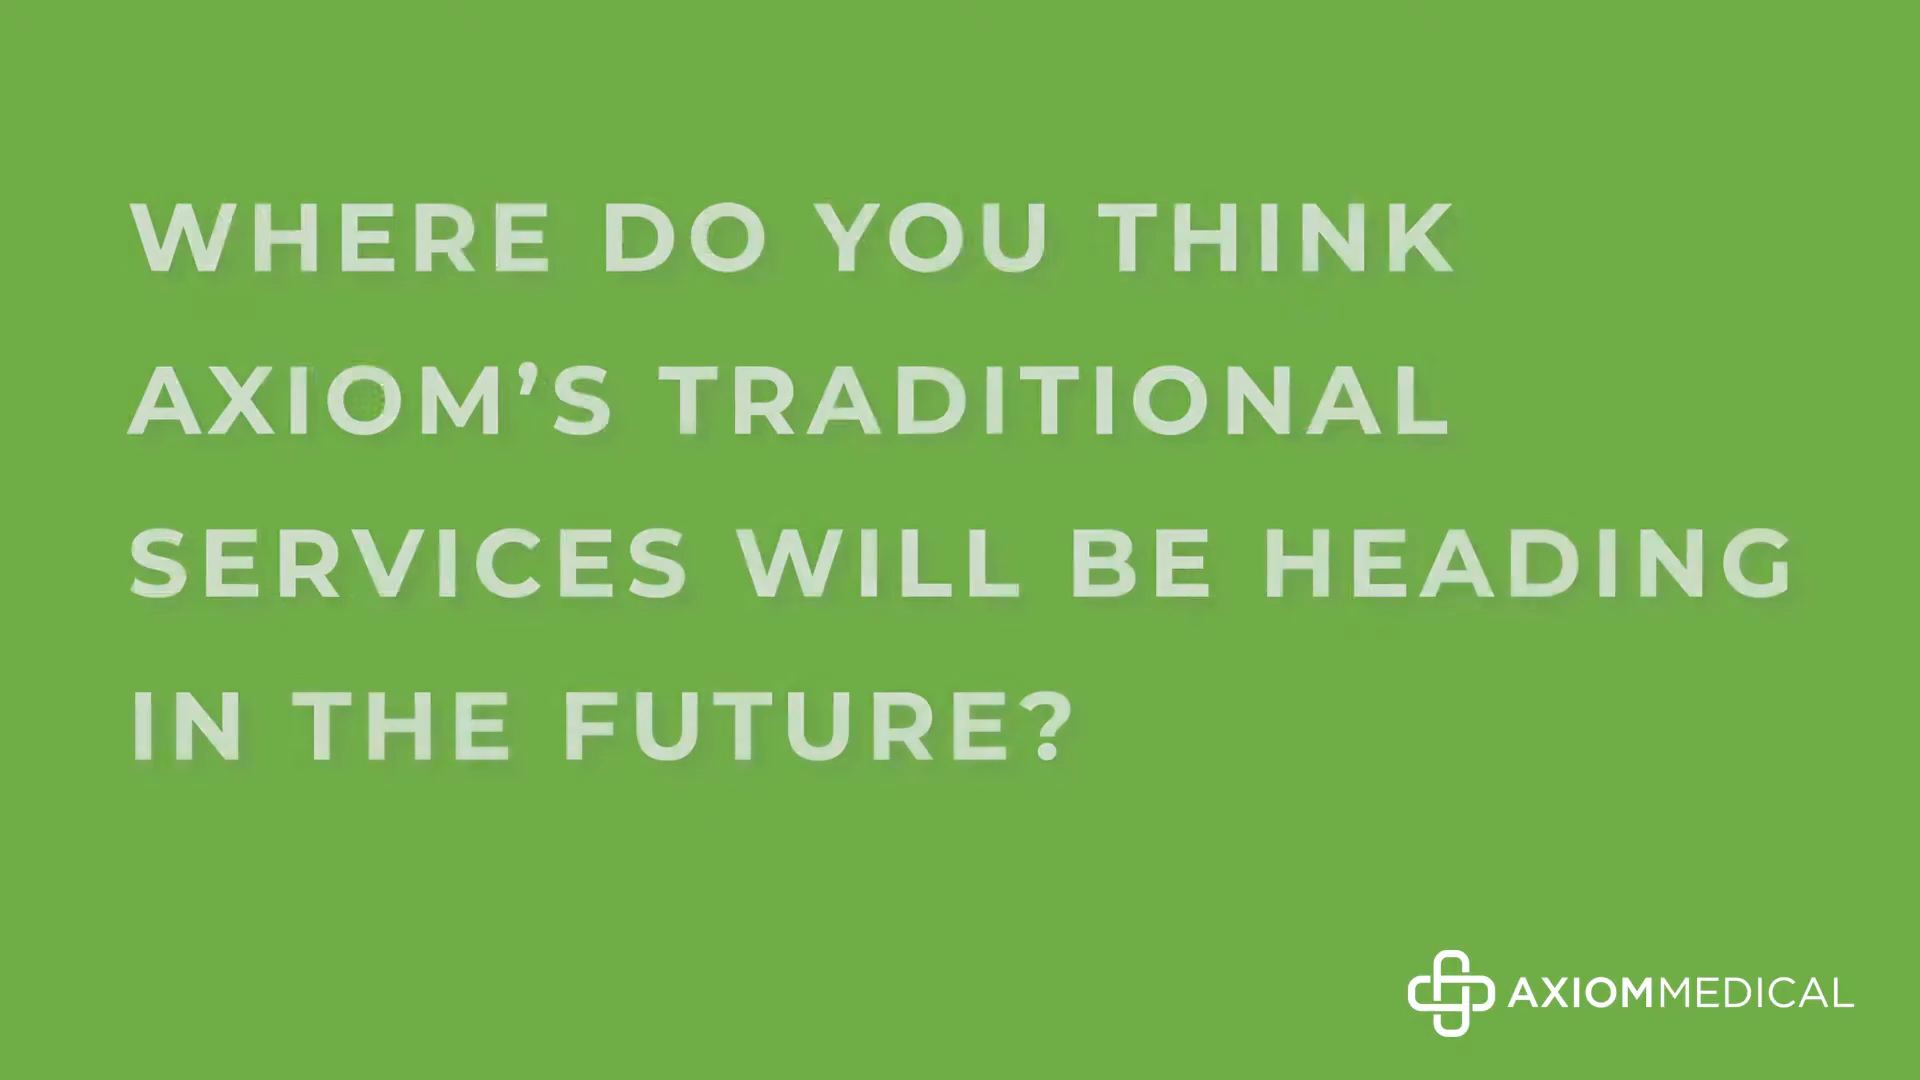 WHERE DO YOU THINK
AXIOM’S TRADITIONAL
SERVICES WILL BE HEADING
IN THE FUTURE?
AXIOMMEDICAL